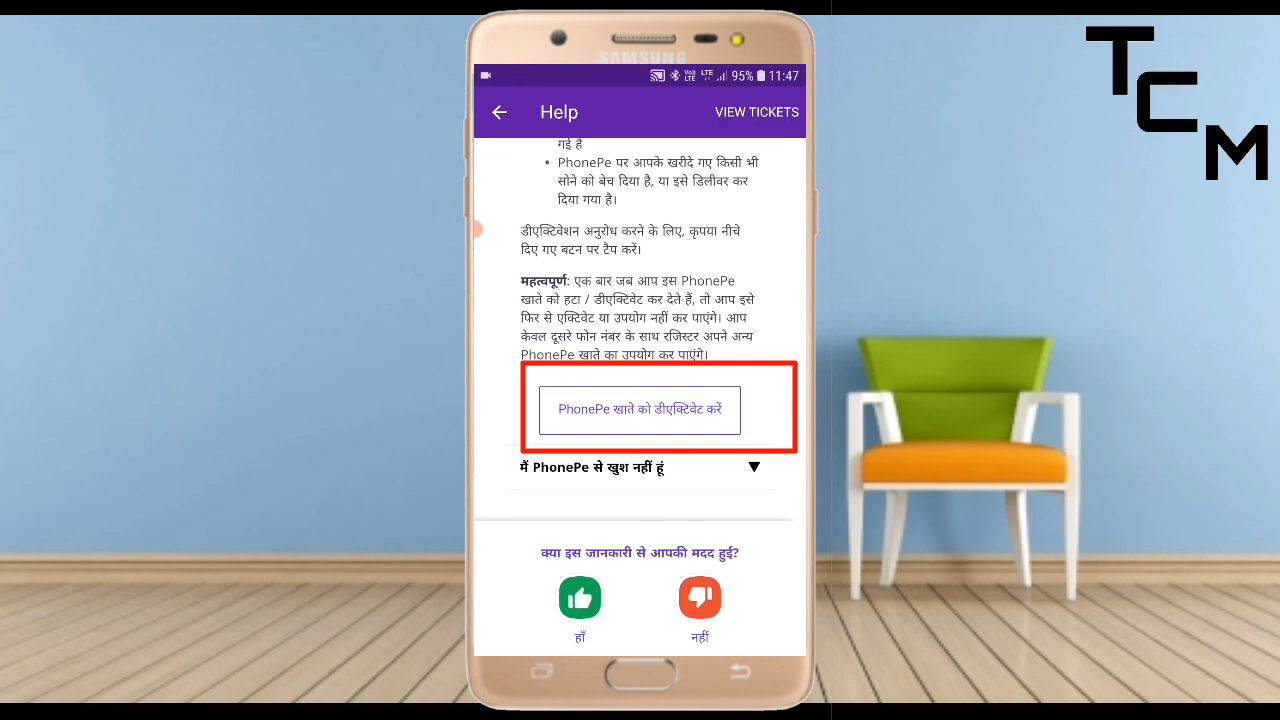 SAMSUNG
Voo LTE LTE 95% 11:47
Help VIEW TICKETS
गई है
• PhonePe पर आपके खरीदे गए किसी भी
सोने को बेच दिया है, या इसे डिलीवर कर
दिया गया है।
डीएक्टिवेशन अनुरोध करने के लिए, कृपया नीचे
दिए गए बटन पर टैप करें।
महत्वपूर्ण: एक बार जब आप इस PhonePe
खाते को हटा / डीएक्टिवेट कर देते हैं, तो आप इसे
फिर से एक्टिवेट या उपयोग नहीं कर पाएंगे। आप
केवल दूसरे फोन नंबर के साथ रजिस्टर अपने अन्य
PhonePe खाते का उपयोग कर पाएंगे।
PhonePe खाते को डीएक्टिवेट करें
मैं PhonePe से खुश नहीं हूं
क्या इस जानकारी से आपकी मदद हुई?
हाँ नहीं
TCM